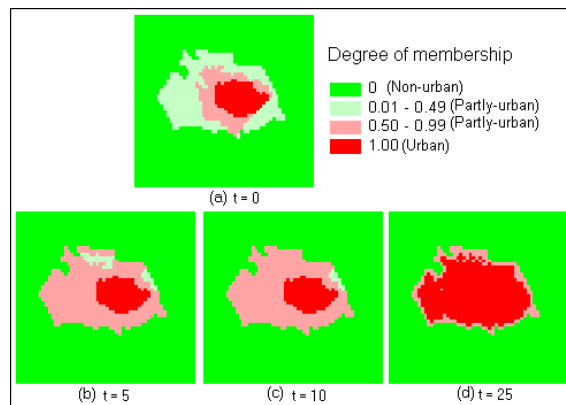 Degree of membership
0 (Non-urban)
0.01 - 0.49 (Partly-urban)
0.50 - 0.99 (Partly-urban)
1.00 (Urban)
(a) t = 0
(b) t = 5
(c) t = 10
(d) t = 25